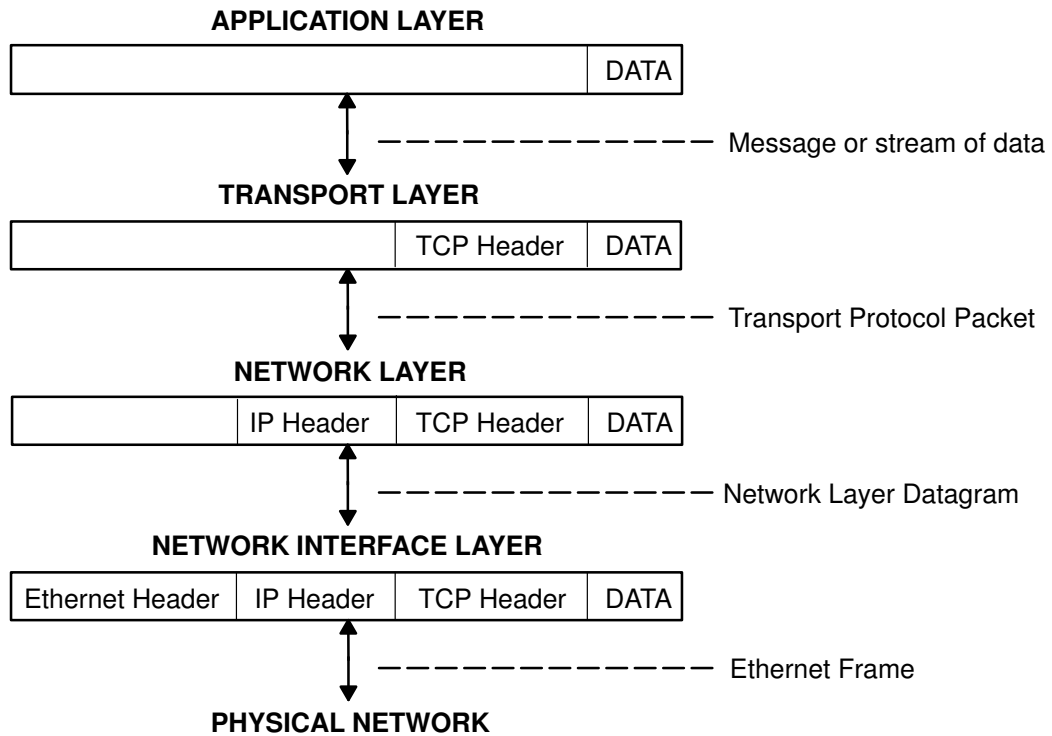 APPLICATION LAYER
DATA
Message or stream of data
TRANSPORT LAYER
TCP Header DATA
Transport Protocol Packet
NETWORK LAYER
IP Header TCP Header DATA
Network Layer Datagram
NETWORK INTERFACE LAYER
Ethernet Header IP Header TCP Header DATA
Ethernet Frame
PHYSICAL NETWORK